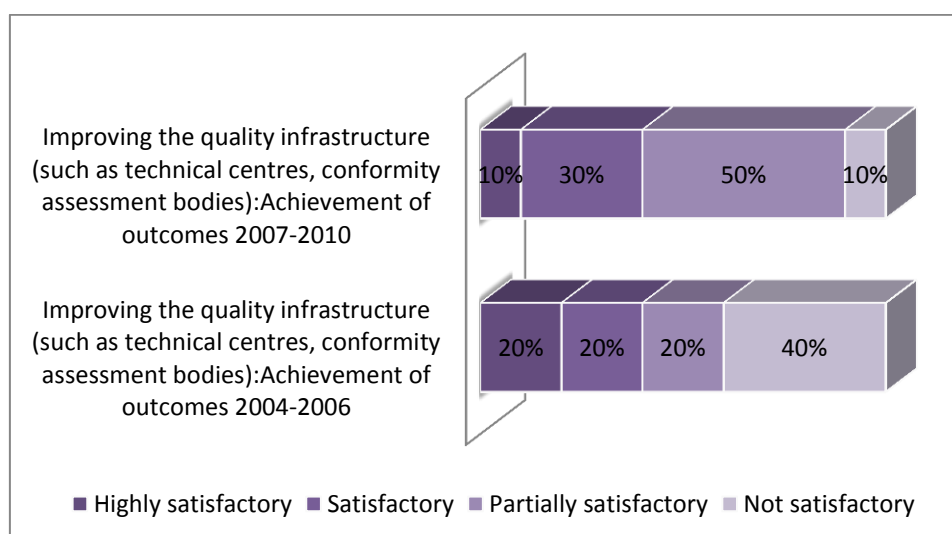 Improving the quality infrastructure
(such as technical centres, conformity
assessment bodies):Achievement of
outcomes 2007-2010
10% 30% 50% 10%
Improving the quality infrastructure
(such as technical centres, conformity
assessment bodies):Achievement of
outcomes 2004-2006
20% 20% 20% 40%
Highly satisfactory Satisfactory Partially satisfactory Not satisfactory